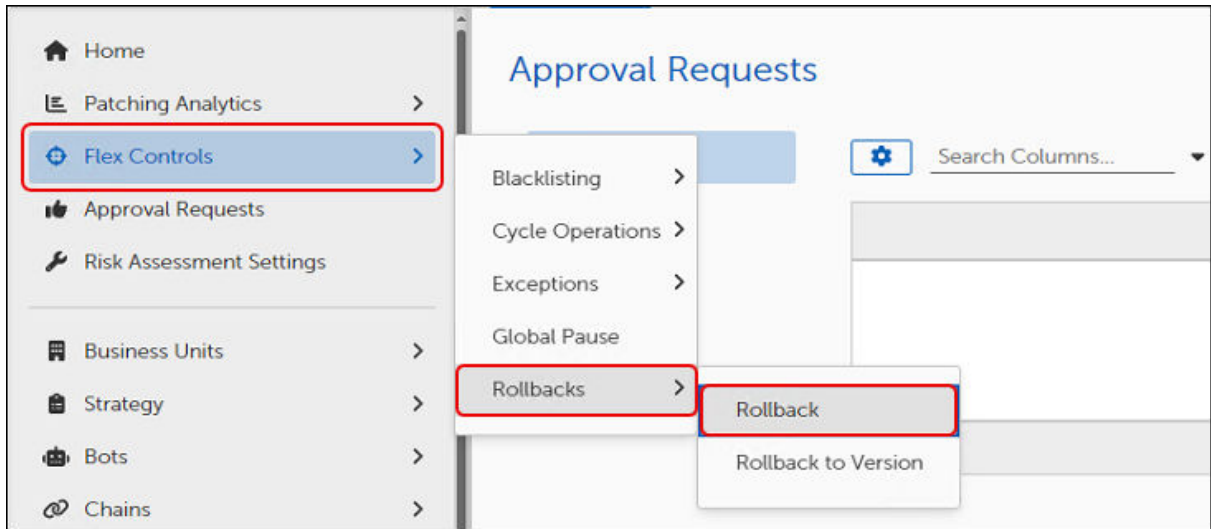 Home
Patching Analytics
Flex Controls
Approval Requests
Risk Assessment Settings
Business Units
Strategy
Bots
Chains
Blacklisting
Cycle Operations
Exceptions
Global Pause
Rollbacks
Rollback
Rollback to Version
Approval Requests
Search Columns...